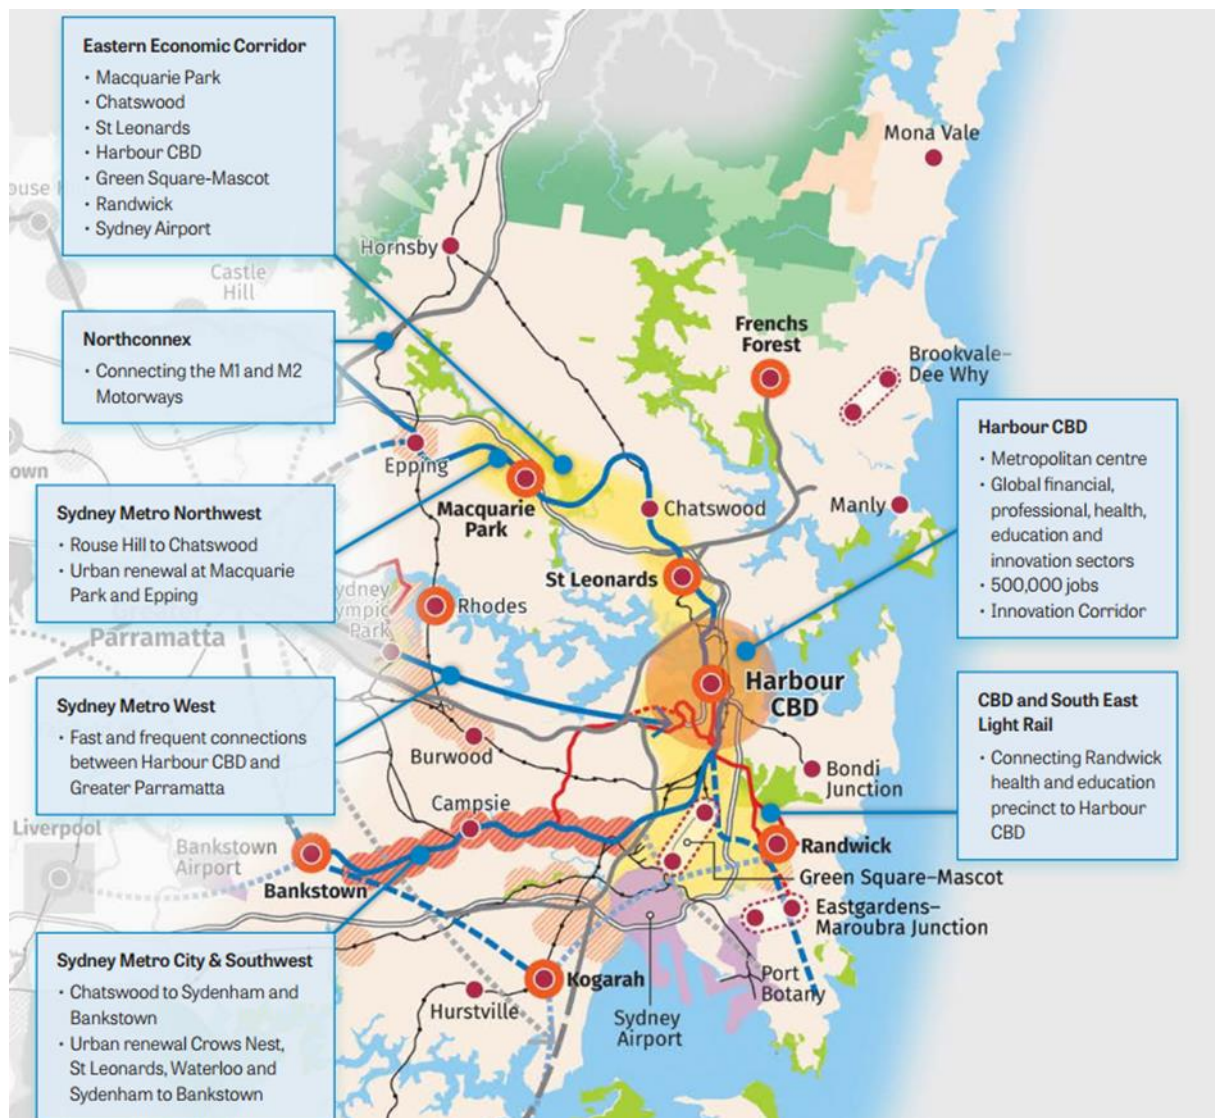 Eastern Economic Corridor
• Macquarie Park
• Chatswood
• St Leonards
• Harbour CBD
• Green Square-Mascot
• Randwick
• Sydney Airport
Mona Vale
Hornsby
Castle
Hill
Northconnex
• Connecting the M1 and M2
Motorways
Frenchs
Forest
Brookvale–
Dee Why
Harbour CBD
• Metropolitan centre
• Global financial,
professional, health,
education and
innovation sectors
• 500,000 jobs
• Innovation Corridor
Epping
Macquarie
Park
Chatswood
Manly
Sydney Metro Northwest
• Rouse Hill to Chatswood
• Urban renewal at Macquarie
Park and Epping
St Leonards
Rhodes
Park
Parramatta
Harbour
CBD
Sydney Metro West
• Fast and frequent connections
between Harbour CBD and
Greater Parramatta
CBD and South East
Light Rail
• Connecting Randwick
health and education
precinct to Harbour
CBD
Burwood
Bondi
Junction
Campsie
Liverpool
Bankstown
Airport
Bankstown
Randwick
Green Square–Mascot
Eastgardens–
Maroubra Junction
Sydney Metro City & Southwest
• Chatswood to Sydenham and
Bankstown
• Urban renewal Crows Nest,
St Leonards, Waterloo and
Sydenham to Bankstown
Kogarah
Hurstville
Port
Botany
Sydney
Airport